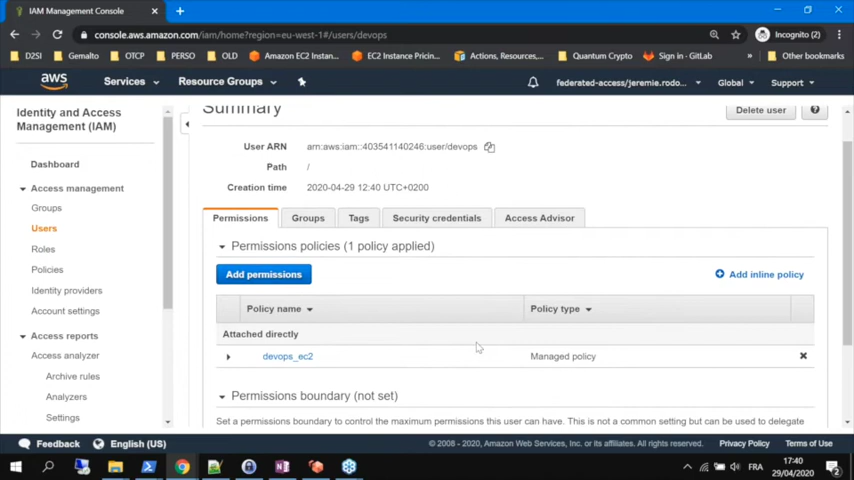 IAM Management Console
console.aws.amazon.com/iam/home?region=eu-west-1#/users/devops
Incognito (2)
D2SI
Gemalto
OTCP
PERSO
OLD
Amazon EC2 Instanc...
EC2 Instance Pricin...
Actions, Resources,...
Quantum Crypto
Sign in · GitLab
Other bookmarks
aws
Services
Resource Groups
federated-access/jeremie.rodo...
Global
Support
Identity and Access
Management (IAM)
Dashboard
Access management
Groups
Users
Roles
Policies
Identity providers
Account settings
Access reports
Access analyzer
Archive rules
Analyzers
Settings
Summary
Delete user
User ARN
arn:aws:iam::403541140246:user/devops
Path
/
Creation time
2020-04-29 12:40 UTC+0200
Permissions
Groups
Tags
Security credentials
Access Advisor
Permissions policies (1 policy applied)
Add permissions
Add inline policy
Policy name
Policy type
Attached directly
devops_ec2
Managed policy
Permissions boundary (not set)
Set a permissions boundary to control the maximum permissions this user can have. This is not a common setting but can be used to delegate
Feedback
English (US)
© 2008 - 2020, Amazon Web Services, Inc. or its affiliates. All rights reserved.
Privacy Policy
Terms of Use
FRA
17:40
29/04/2020
2